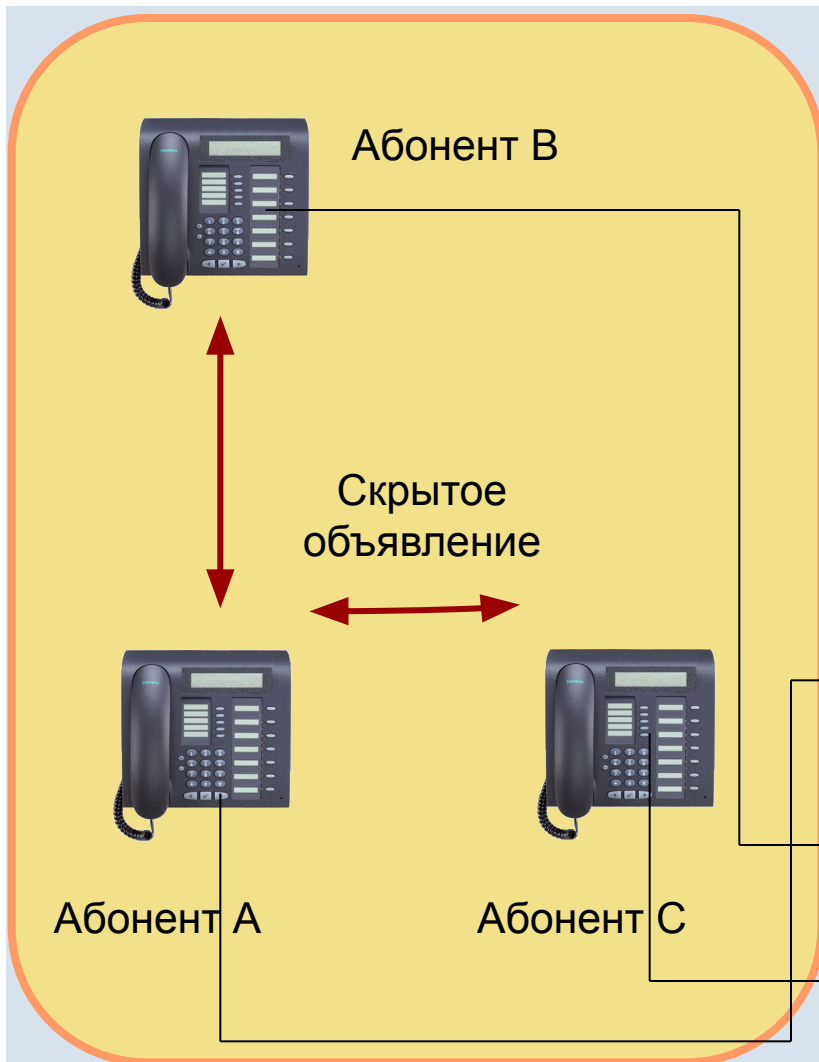 Абонент В
Скрытое
объявление
Абонент А
Абонент С